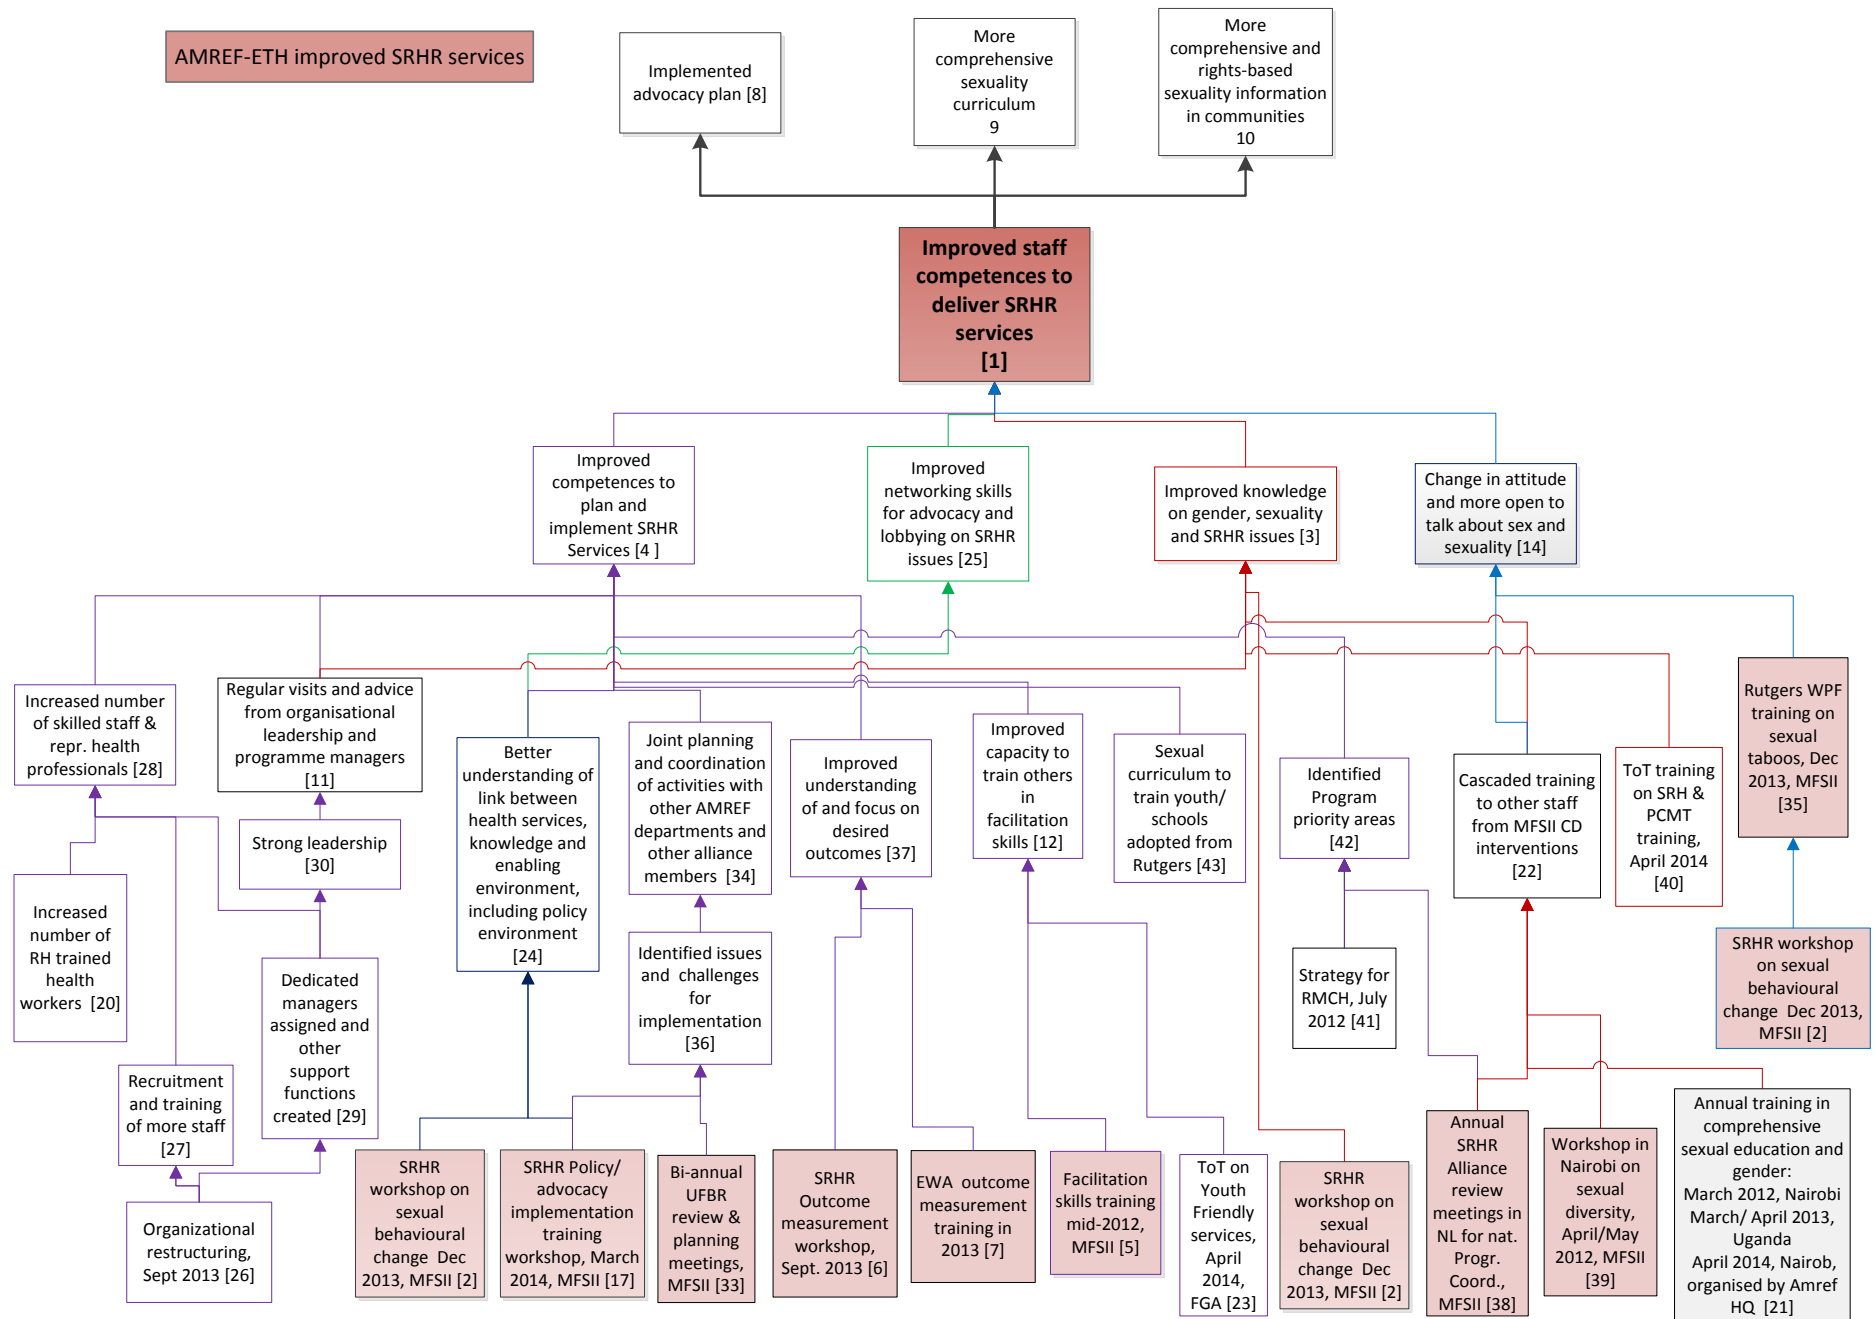 AMREF-ETH improved SRHR services
Implemented
advocacy plan [8]
More
comprehensive
sexuality
curriculum
9
More
comprehensive and
rights-based
sexuality information
in communities
10
Improved staff
competences to
deliver SRHR
services
[1]
Improved
competences to
plan and
implement SRHR
Services [4 ]
Improved
networking skills
for advocacy and
lobbying on SRHR
issues [25]
Improved knowledge
on gender, sexuality
and SRHR issues [3]
Change in attitude
and more open to
talk about sex and
sexuality [14]
Increased number
of skilled staff &
repr. health
professionals [28]
Regular visits and advice
from organisational
leadership and
programme managers
[11]
Better
understanding of
link between
health services,
knowledge and
enabling
environment,
including policy
environment
[24]
Joint planning
and coordination
of activities with
other AMREF
departments and
other alliance
members [34]
Improved
understanding
of and focus on
desired
outcomes [37]
Improved
capacity to
train others
in
facilitation
skills [12]
Sexual
curriculum to
train youth/
schools
adopted from
Rutgers [43]
Identified
Program
priority areas
[42]
Cascaded training
to other staff
from MFSII CD
interventions
[22]
ToT training
on SRH &
PCMT
training,
April 2014
[40]
Rutgers WPF
training on
sexual
taboos, Dec
2013, MFSII
[35]
Strong leadership
[30]
Increased
number of
RH trained
health
workers [20]
Dedicated
managers
assigned and
other
support
functions
created [29]
Identified issues
and challenges
for
implementation
[36]
Strategy for
RMCH, July
2012 [41]
SRHR workshop
on sexual
behavioural
change Dec 2013,
MFSII [2]
Recruitment
and training
of more staff
[27]
Organizational
restructuring,
Sept 2013 [26]
SRHR
workshop on
sexual
behavioural
change Dec
2013, MFSII [2]
SRHR Policy/
advocacy
implementation
training
workshop, March
2014, MFSII [17]
Bi-annual
UFBR
review &
planning
meetings,
MFSII [33]
SRHR
Outcome
measurement
workshop,
Sept. 2013 [6]
EWA outcome
measurement
training in
2013 [7]
Facilitation
skills training
mid-2012,
MFSII [5]
ToT on
Youth
Friendly
services,
April
2014,
FGA [23]
SRHR
workshop on
sexual
behavioural
change Dec
2013, MFSII [2]
Annual
SRHR
Alliance
review
meetings in
NL for nat.
Progr.
Coord.,
MFSII [38]
Workshop in
Nairobi on
sexual
diversity,
April/May
2012, MFSII
[39]
Annual training in
comprehensive
sexual education and
gender:
March 2012, Nairobi
March/ April 2013,
Uganda
April 2014, Nairob,
organised by Amref
HQ [21]